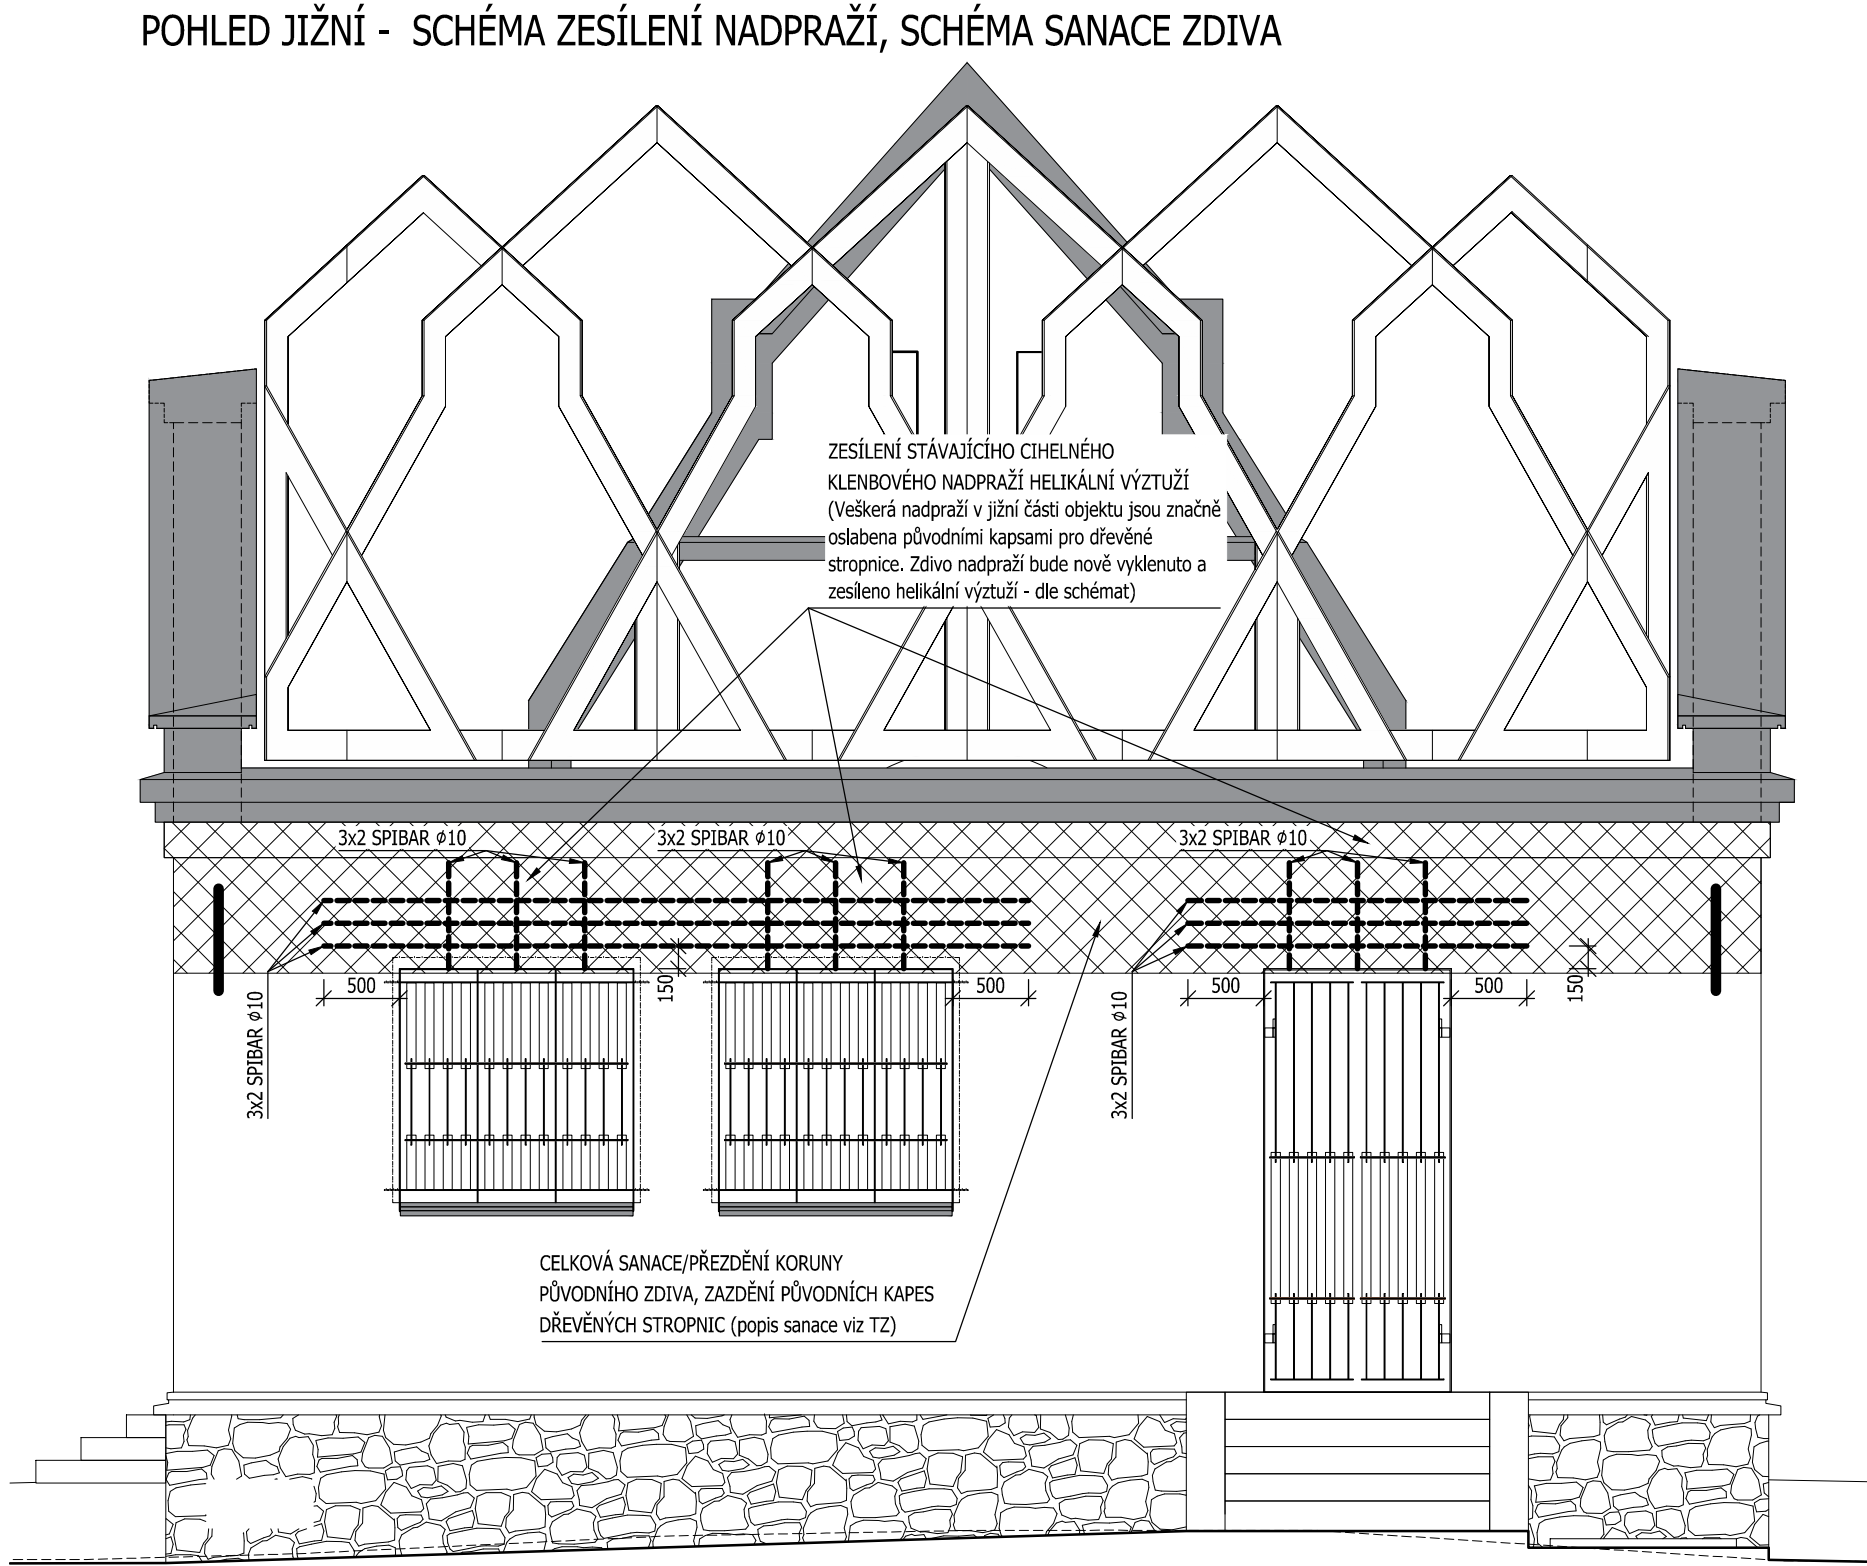 POHLED JIŽNÍ - SCHÉMA ZESÍLENÍ NADPRAŽÍ, SCHÉMA SANACE ZDIVA
ZESÍLENÍ STÁVAJÍCÍHO CIHELNÉHO
KLENBOVÉHO NADPRAŽÍ HELIKÁLNÍ VÝZTUŽÍ
(Veškerá nadpraží v jižní části objektu jsou značně
oslabena původními kapsami pro dřevěné
stropnice. Zdivo nadpraží bude nově vyklenuto a
zesíleno helikální výztuží - dle schémat)
3x2 SPIBAR φ10
3x2 SPIBAR φ10
3x2 SPIBAR φ10
500
150
500
500
500
150
3x2 SPIBAR φ10
3x2 SPIBAR φ10
CELKOVÁ SANACE/PŘEZDĚNÍ KORUNY
PŮVODNÍHO ZDIVA, ZAZDĚNÍ PŮVODNÍCH KAPES
DŘEVĚNÝCH STROPNIC (popis sanace viz TZ)